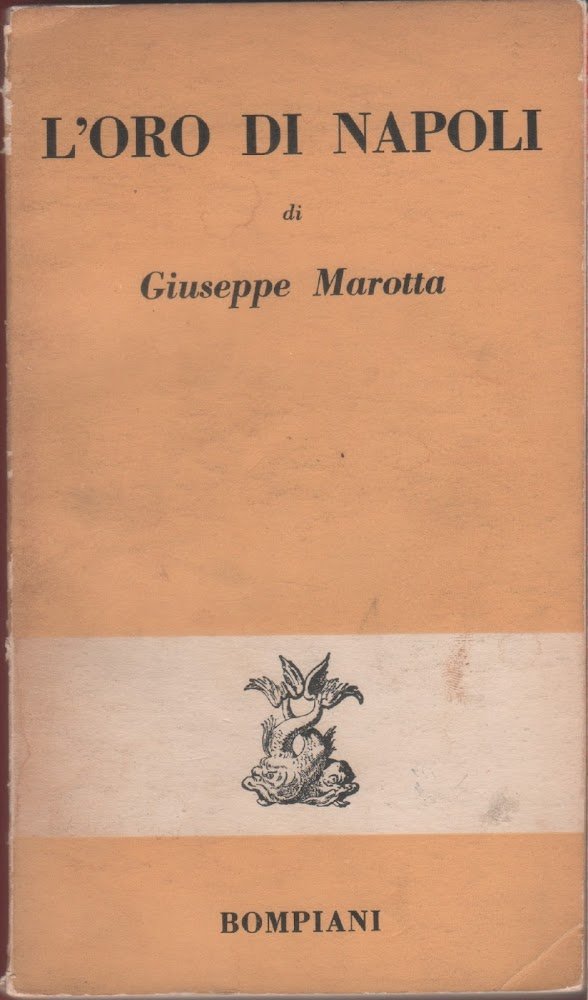 L'ORO DI NAPOLI
di
Giuseppe Marotta
BOMPIANI